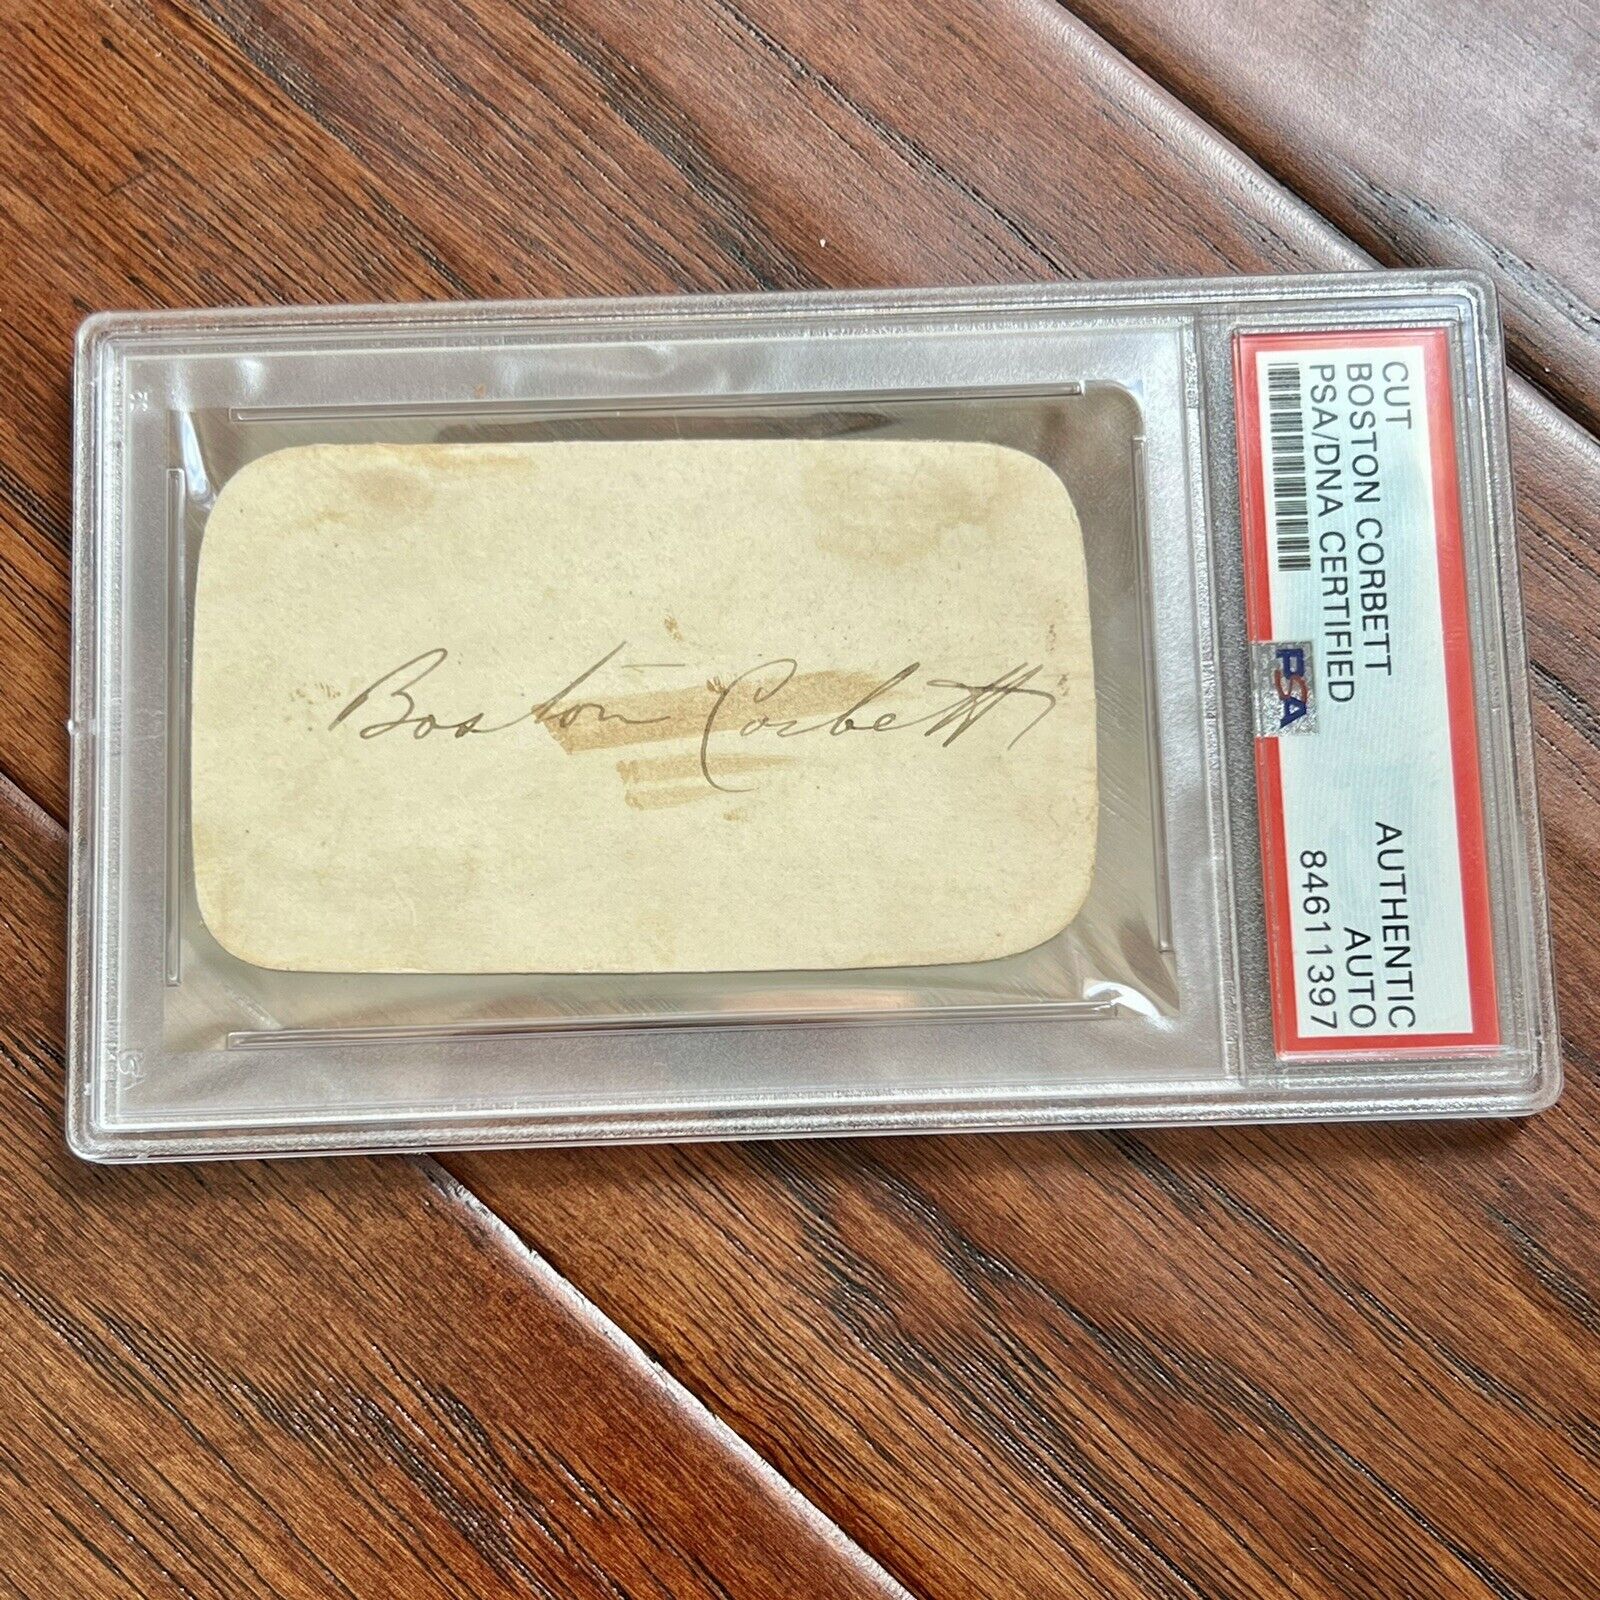 Boston Corbett
CUT
BOSTON CORBETT
PSA/DNA CERTIFIED
PSA
AUTHENTIC
AUTO
84611397